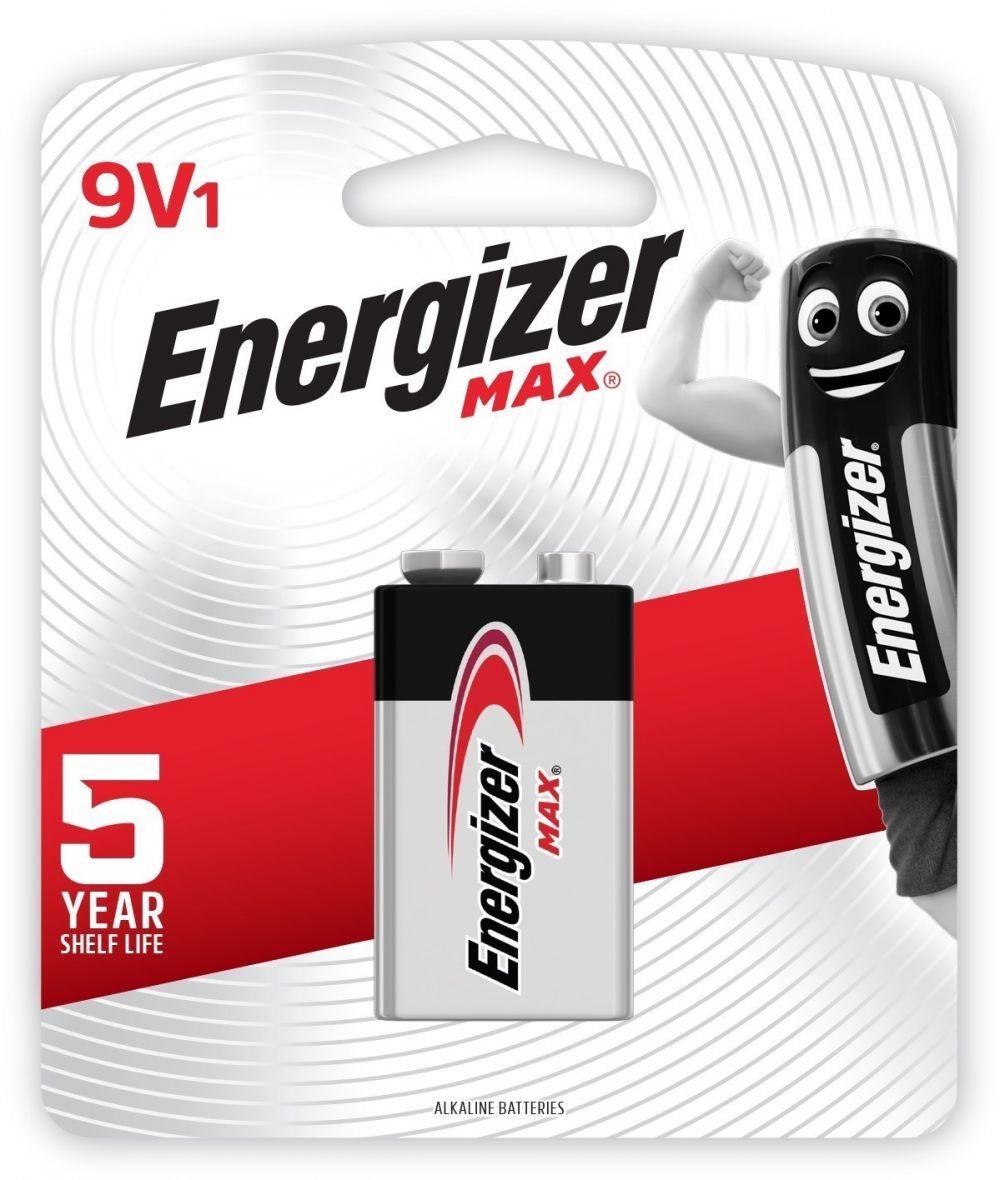 9V1
Energizer
MAX®
Energizer®
Energizer
MAX®
5
YEAR
SHELF LIFE
ALKALINE BATTERIES